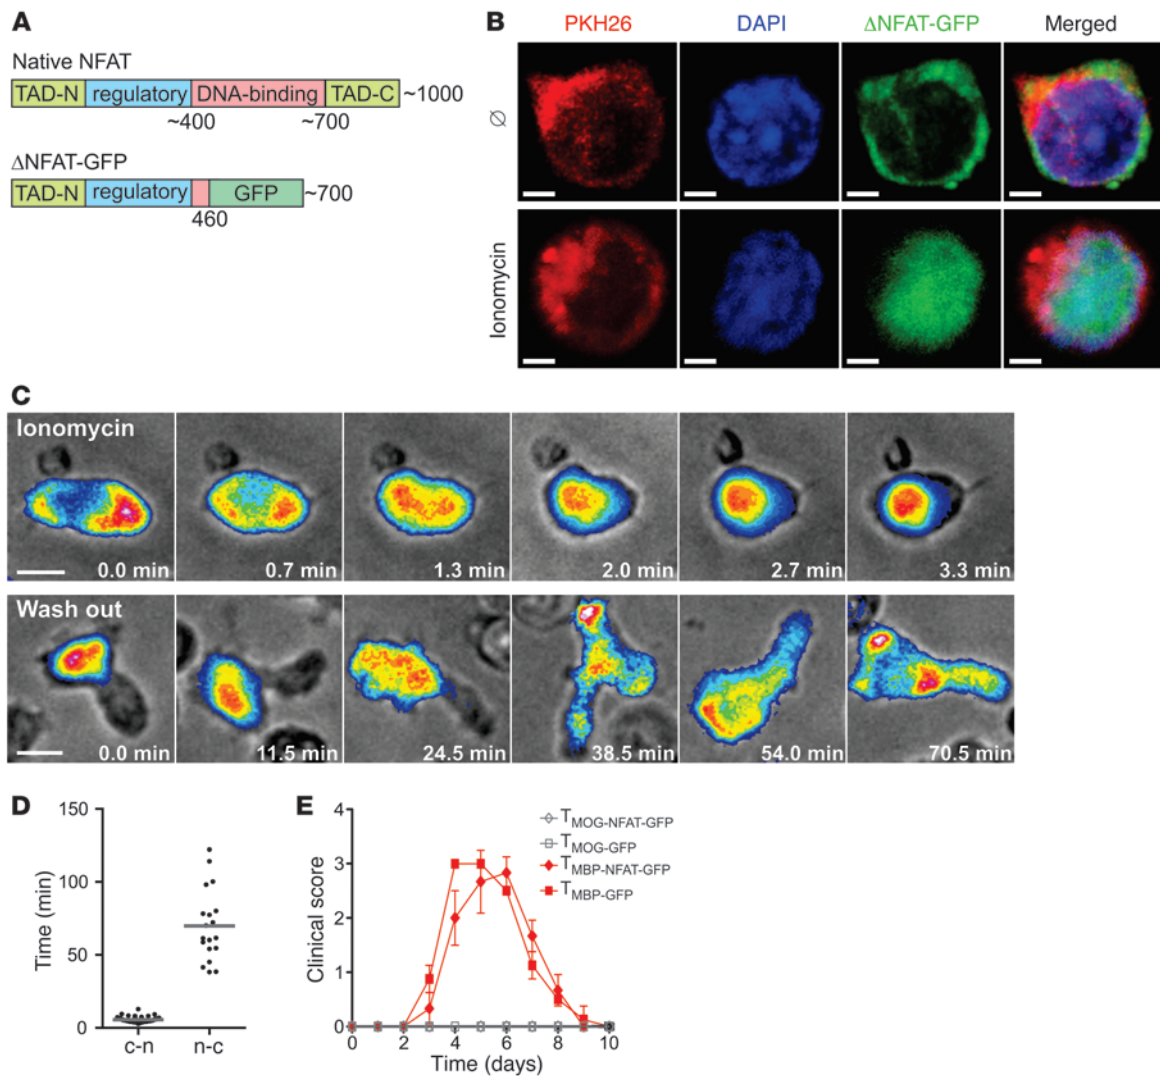 A
Native NFAT
TAD-N regulatory DNA-binding TAD-C ~1000
~400 ~700
ΔNFAT-GFP
TAD-N regulatory GFP ~700
460
B
PKH26 DAPI ΔNFAT-GFP Merged
∅
Ionomycin
C
Ionomycin
0.0 min 0.7 min 1.3 min 2.0 min 2.7 min 3.3 min
Wash out
0.0 min 11.5 min 24.5 min 38.5 min 54.0 min 70.5 min
D
150
100
50
0
Time (min)
c-n n-c
E
4
3
2
1
0
Clinical score
0 2 4 6 8 10
Time (days)
TMOG-NFAT-GFP
TMOG-GFP
TMBP-NFAT-GFP
TMBP-GFP